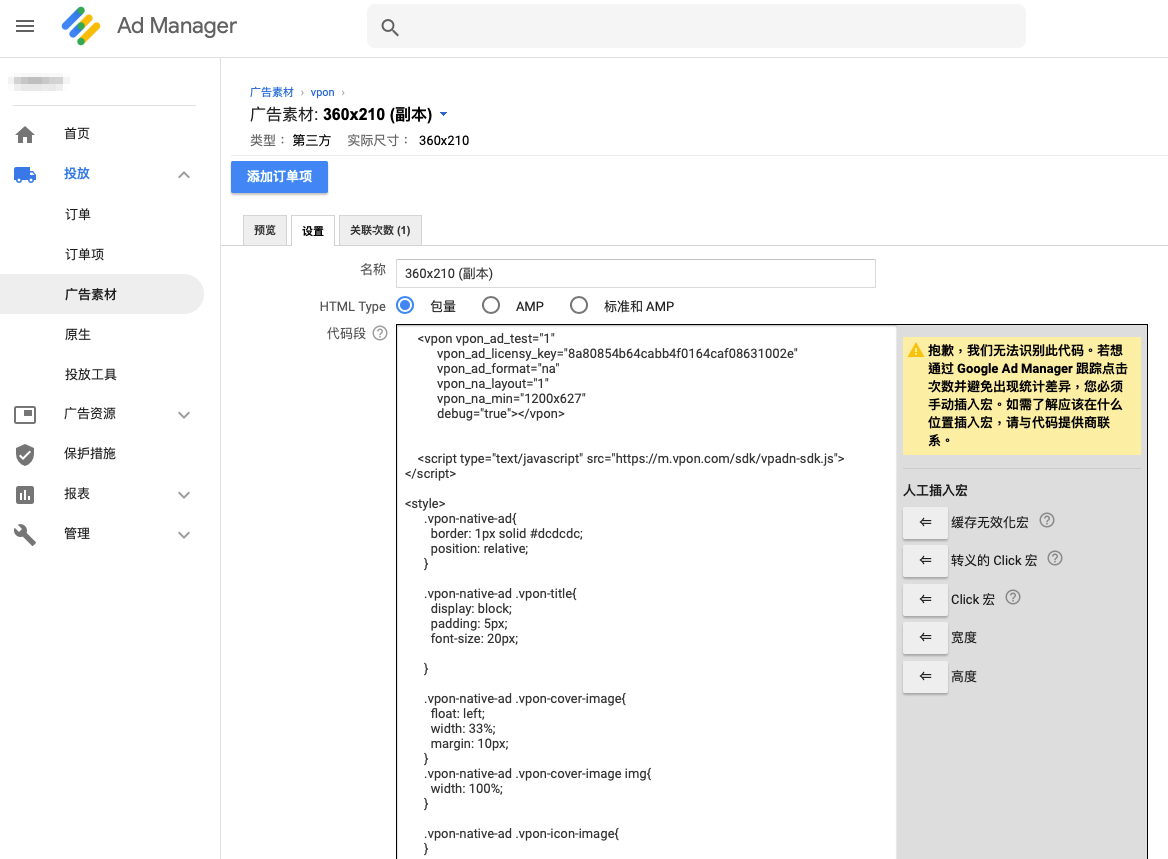 Ad Manager
广告素材 › vpon ›
广告素材: 360x210 (副本)
类型： 第三方 实际尺寸： 360x210
添加订单项
首页
投放
订单
订单项
广告素材
原生
投放工具
广告资源
保护措施
报表
管理
预览 设置 关联次数 (1)
名称 360x210 (副本)
HTML Type 包量 AMP 标准和 AMP
代码段 ?
<vpon vpon_ad_test="1"
vpon_ad_licensy_key="8a80854b64cabb4f0164caf08631002e"
vpon_ad_format="na"
vpon_na_layout="1"
vpon_na_min="1200x627"
debug="true"></vpon>
<script type="text/javascript" src="https://m.vpon.com/sdk/vpadn-sdk.js">
</script>
<style>
.vpon-native-ad{
border: 1px solid #dcdcdc;
position: relative;
}
.vpon-native-ad .vpon-title{
display: block;
padding: 5px;
font-size: 20px;
}
.vpon-native-ad .vpon-cover-image{
float: left;
width: 33%;
margin: 10px;
}
.vpon-native-ad .vpon-cover-image img{
width: 100%;
}
.vpon-native-ad .vpon-icon-image{
}
抱歉，我们无法识别此代码。若想
通过 Google Ad Manager 跟踪点击
次数并避免出现统计差异，您必须
手动插入宏。如需了解应该在什么
位置插入宏，请与代码提供商联
系。
人工插入宏
⇐ 缓存无效化宏 ?
⇐ 转义的 Click 宏 ?
⇐ Click 宏 ?
⇐ 宽度
⇐ 高度